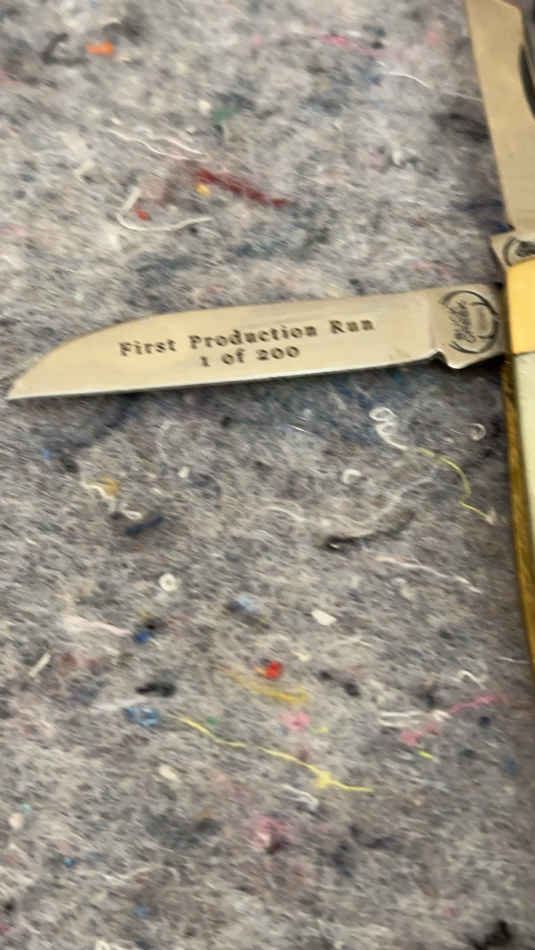 First Production Run
1 of 200